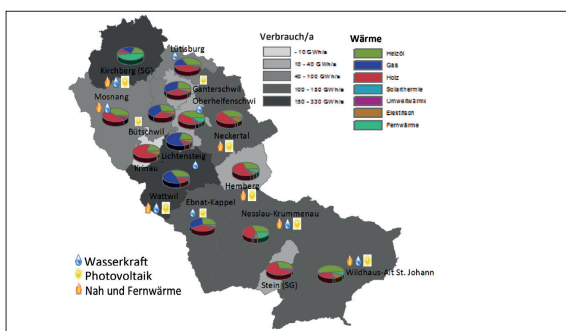 Verbrauch/a
- 10 GWh/a
10 - 40 GWh/a
40 - 100 GWh/a
100 - 150 GWh/a
150 - 230 GWh/a
Wärme
Heizöl
Gas
Holz
Solarthermie
Umweltwärme
Elektrisch
Fernwärme
Lütisburg
Kirchberg (SG)
Ganterschwil
Mosnang
Oberhelfenschwi
Bütschwil
Neckertal
Lichtensteig
Krinau
Hemberg
Wattwil
Ebnat-Kappel
Nesslau-Krummenau
Wildhaus-Alt St. Johann
Stein (SG)
Wasserkraft
Photovoltaik
Nah und Fernwärme